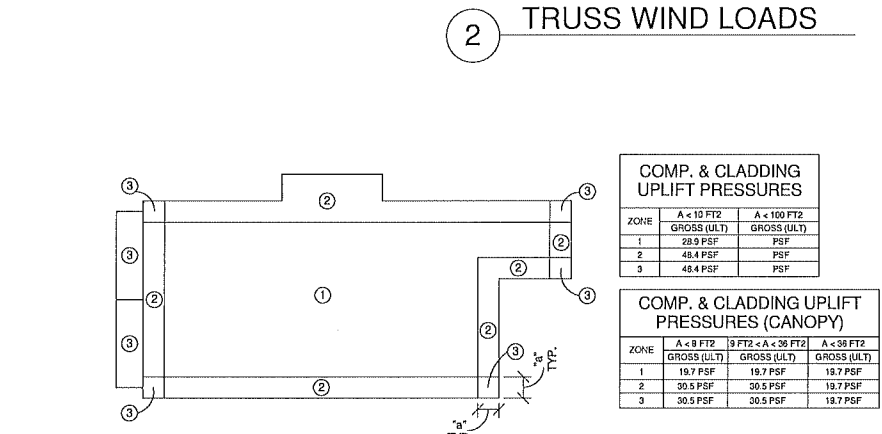 2
TRUSS WIND LOADS
COMP. & CLADDING
UPLIFT PRESSURES
ZONE A < 10 FT2 A < 100 FT2
GROSS (ULT) GROSS (ULT)
1 28.9 PSF PSF
2 48.4 PSF PSF
3 48.4 PSF PSF
COMP. & CLADDING UPLIFT
PRESSURES (CANOPY)
ZONE A < 9 FT2 9 FT2 < A < 36 FT2 A < 36 FT2
GROSS (ULT) GROSS (ULT) GROSS (ULT)
1 19.7 PSF 19.7 PSF 19.7 PSF
2 30.5 PSF 30.5 PSF 19.7 PSF
3 30.5 PSF 30.5 PSF 19.7 PSF
3
2
3
3
2
2
2
1
3
3
2
3
2
3
"a"
TYP.
"a"